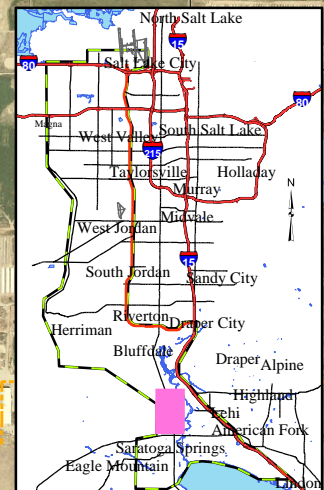 North Salt Lake
15
80
Salt Lake City
80
Magna
West Valley
South Salt Lake
215
Taylorsville
Holladay
Murray
N
Midvale
West Jordan
15
South Jordan
Sandy City
Riverton
Draper City
Herriman
Bluffdale
Draper
Alpine
Highland
Lehi
American Fork
Saratoga Springs
Eagle Mountain
Lindon